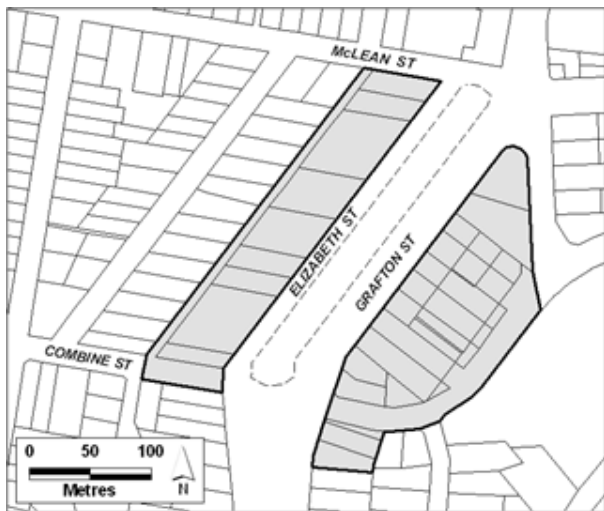 McLEAN ST
ELIZABETH ST
GRAFTON ST
COMBINE ST
0 50 100
Metres
N